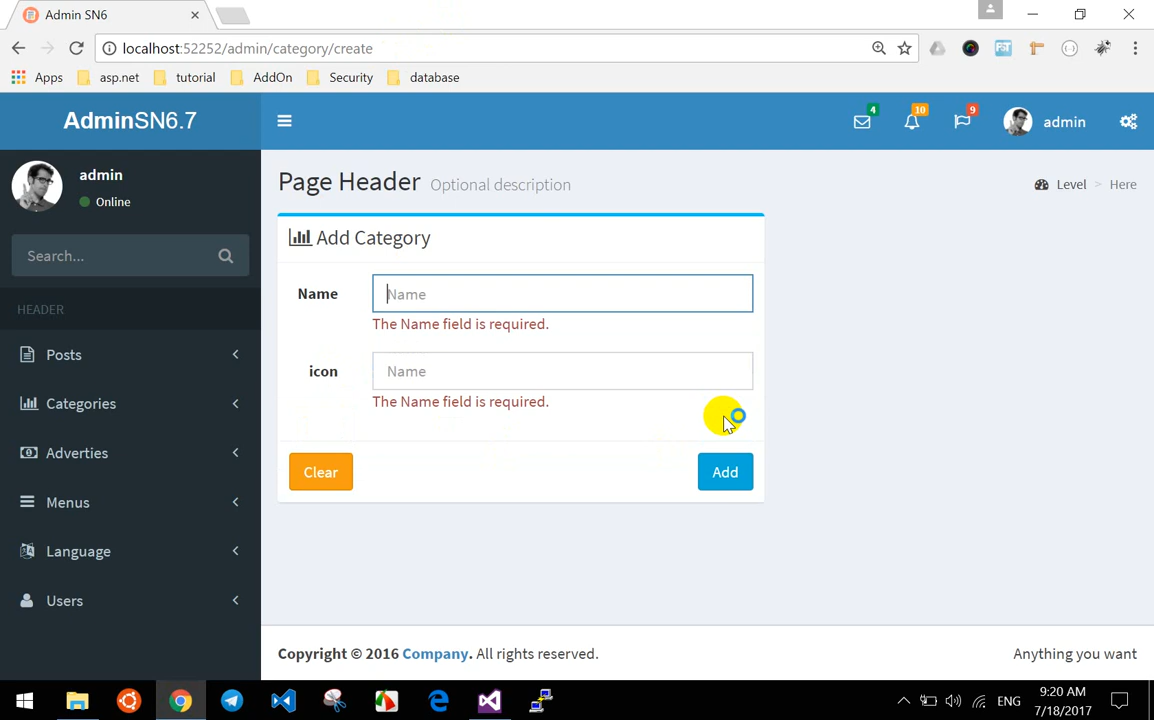 Admin SN6
localhost:52252/admin/category/create
Apps asp.net tutorial AddOn Security database
AdminSN6.7
4 10 9 admin
admin
Online
Search...
HEADER
Posts
Categories
Adverties
Menus
Language
Users
Page Header Optional description
Level > Here
Add Category
Name Name
The Name field is required.
icon Name
The Name field is required.
Clear Add
Copyright © 2016 Company. All rights reserved.
Anything you want
ENG
9:20 AM
7/18/2017